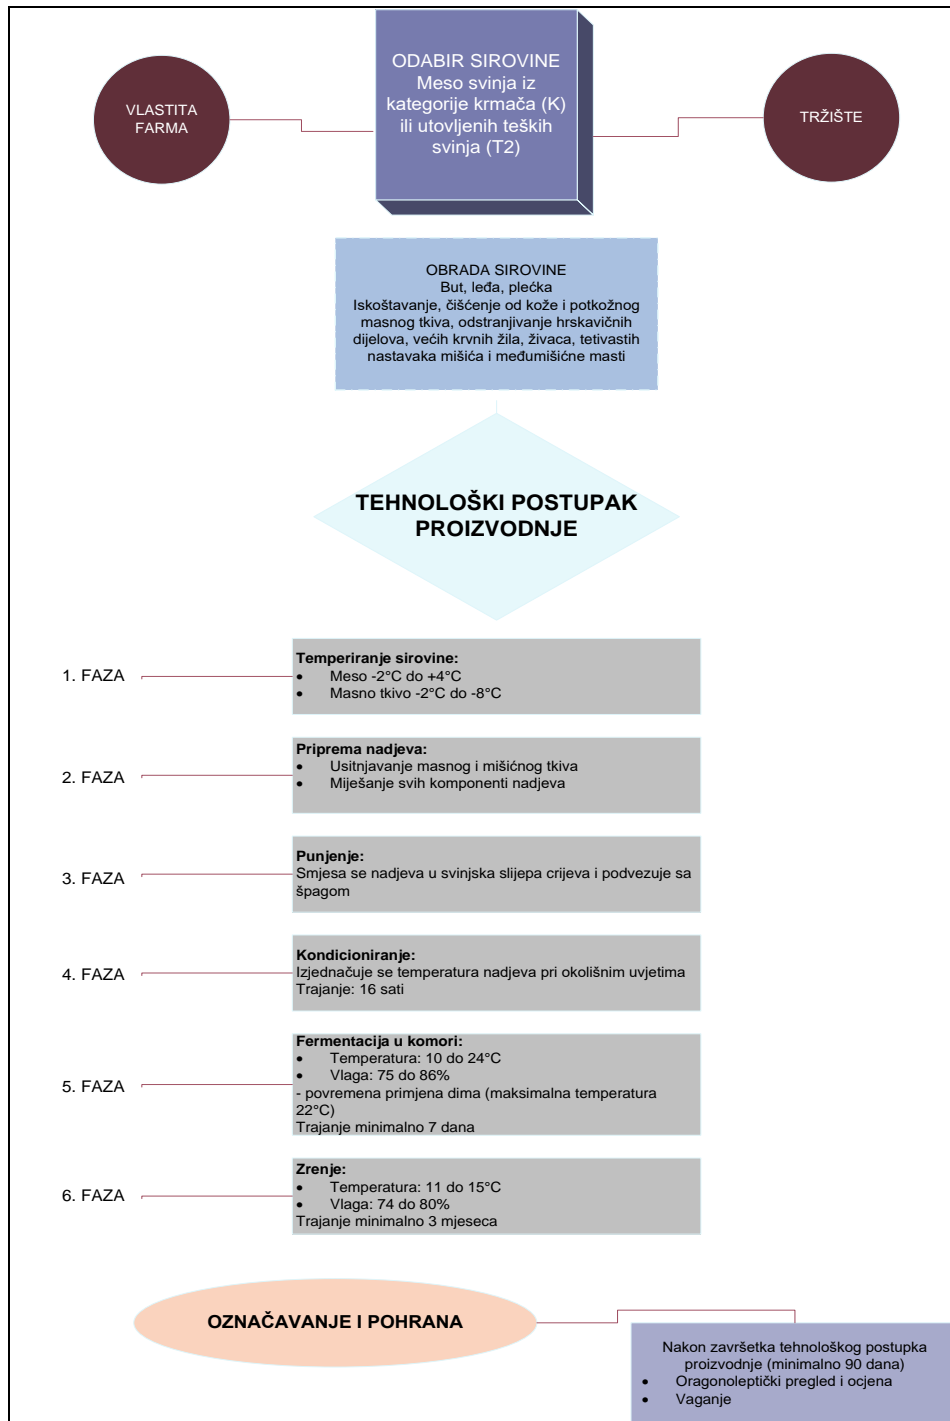 VLASTITA
FARMA
ODABIR SIROVINE
Meso svinja iz
kategorije krmača (K)
ili utovljenih teških
svinja (T2)
TRŽIŠTE
OBRADA SIROVINE
But, leđa, plećka
Iskoštavanje, čišćenje od kože i potkožnog
masnog tkiva, odstranjivanje hrskavičnih
dijelova, većih krvnih žila, živaca, tetivastih
nastavaka mišića i međumišićne masti
TEHNOLOŠKI POSTUPAK
PROIZVODNJE
1. FAZA
Temperiranje sirovine:
• Meso -2°C do +4°C
• Masno tkivo -2°C do -8°C
2. FAZA
Priprema nadjeva:
• Usitnjavanje masnog i mišićnog tkiva
• Miješanje svih komponenti nadjeva
3. FAZA
Punjenje:
Smjesa se nadjeva u svinjska slijepa crijeva i podvezuje sa
špagom
4. FAZA
Kondicioniranje:
Izjednačuje se temperatura nadjeva pri okolišnim uvjetima
Trajanje: 16 sati
5. FAZA
Fermentacija u komori:
• Temperatura: 10 do 24°C
• Vlaga: 75 do 86%
- povremena primjena dima (maksimalna temperatura
22°C)
Trajanje minimalno 7 dana
6. FAZA
Zrenje:
• Temperatura: 11 do 15°C
• Vlaga: 74 do 80%
Trajanje minimalno 3 mjeseca
OZNAČAVANJE I POHRANA
Nakon završetka tehnološkog postupka
proizvodnje (minimalno 90 dana)
• Oragonoleptički pregled i ocjena
• Vaganje